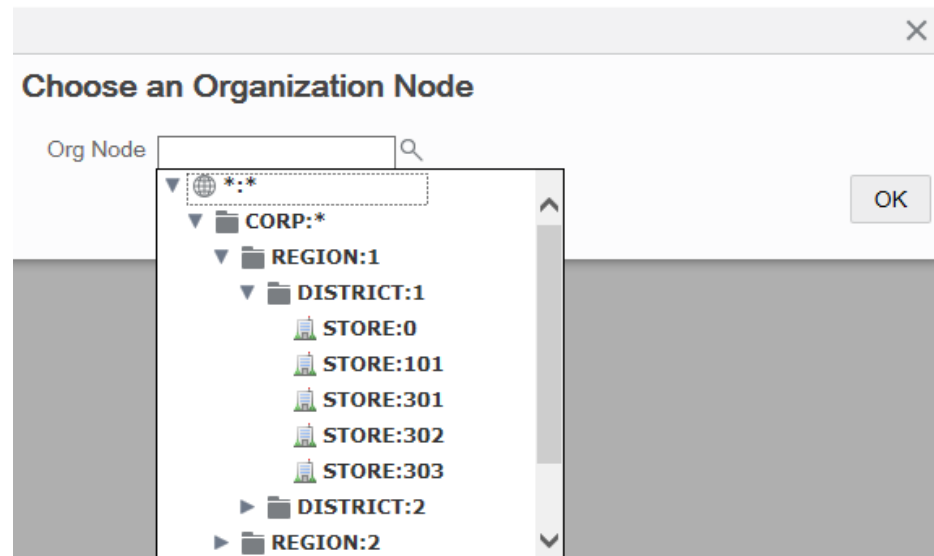 Choose an Organization Node
Org Node
*:*
OK
CORP:*
REGION:1
DISTRICT:1
STORE:0
STORE:101
STORE:301
STORE:302
STORE:303
DISTRICT:2
REGION:2